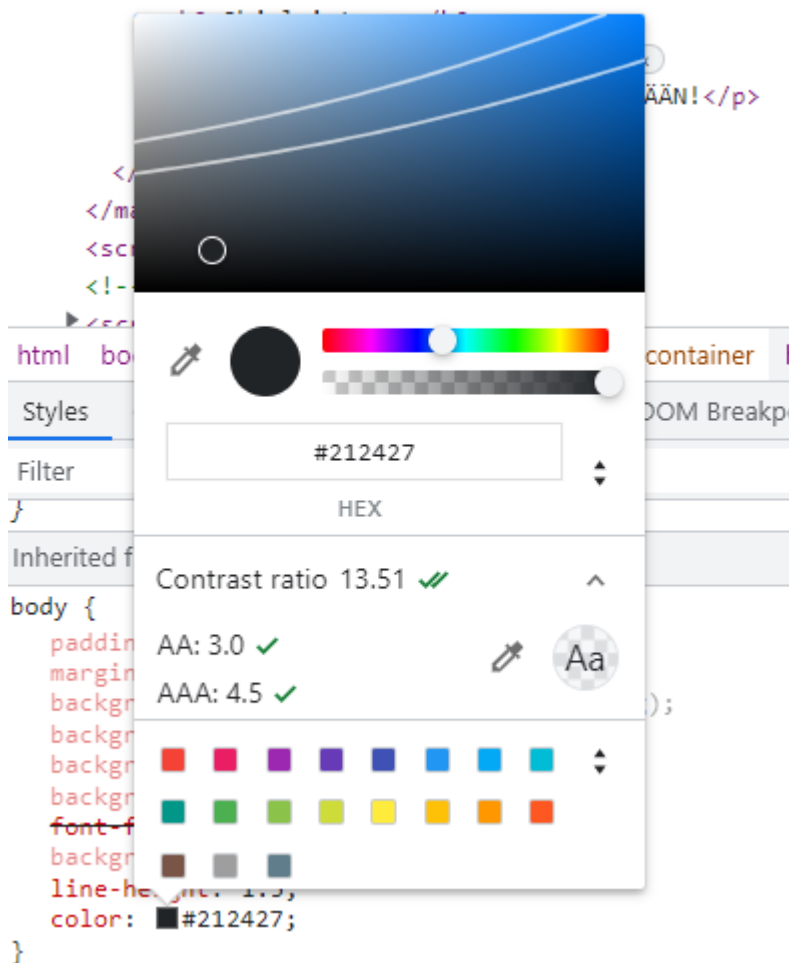 ÄÄN!</p>
</
</ma
<scr
<!--
<scr
html bo container
Styles DOM Breakp
#212427
Filter
HEX
}
Inherited f
Contrast ratio 13.51
body {
AA: 3.0 Aa
paddin
margin
AAA: 4.5
backgr );
backgr
backgr
backgr
font-f
backgr
line-height: 1.5;
color: #212427;
}